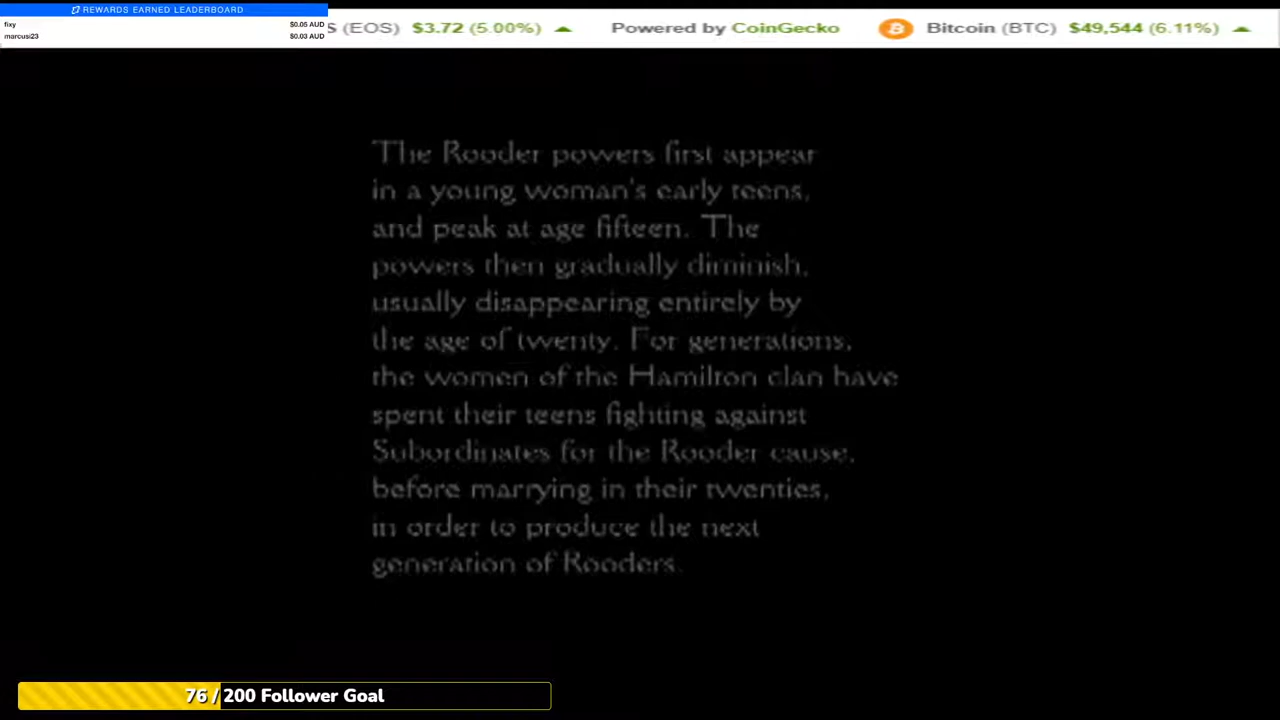 REWARDS EARNED LEADERBOARD
fixy $0.05 AUD
marcusi23 $0.03 AUD
S (EOS) $3.72 (5.00%) Powered by CoinGecko Bitcoin (BTC) $49,544 (6.11%)
The Rooder powers first appear
in a young woman's early teens,
and peak at age fifteen. The
powers then gradually diminish,
usually disappearing entirely by
the age of twenty. For generations,
the women of the Hamilton clan have
spent their teens fighting against
Subordinates for the Rooder cause,
before marrying in their twenties,
in order to produce the next
generation of Rooders.
76 / 200 Follower Goal